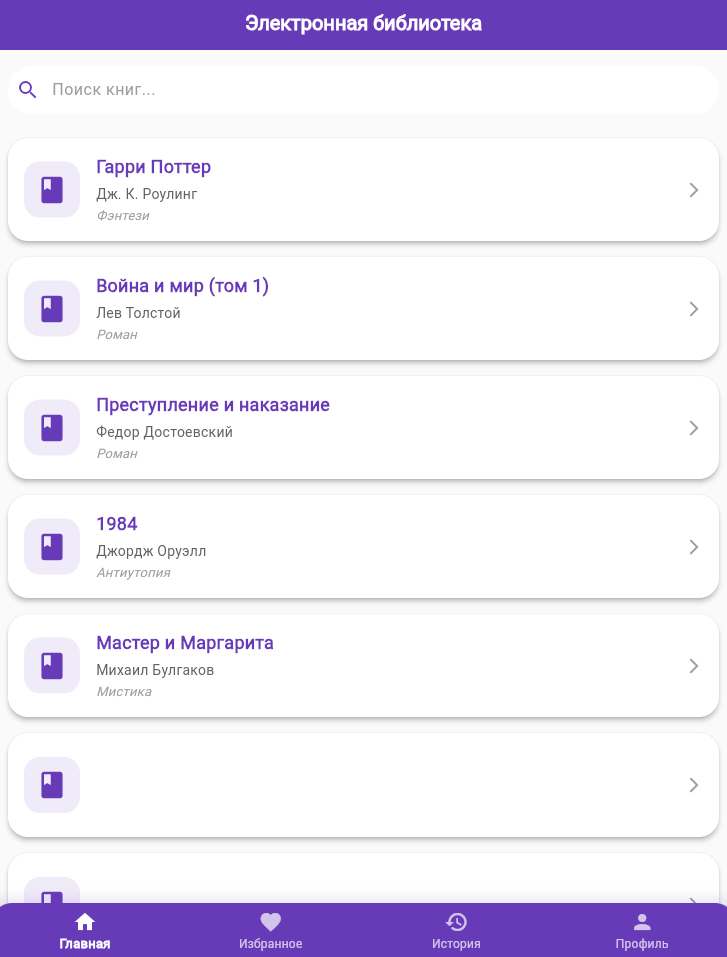 Электронная библиотека
Поиск книг...
Гарри Поттер
Дж. К. Роулинг
Фэнтези
Война и мир (том 1)
Лев Толстой
Роман
Преступление и наказание
Федор Достоевский
Роман
1984
Джордж Оруэлл
Антиутопия
Мастер и Маргарита
Михаил Булгаков
Мистика
Главная
Избранное
История
Профиль